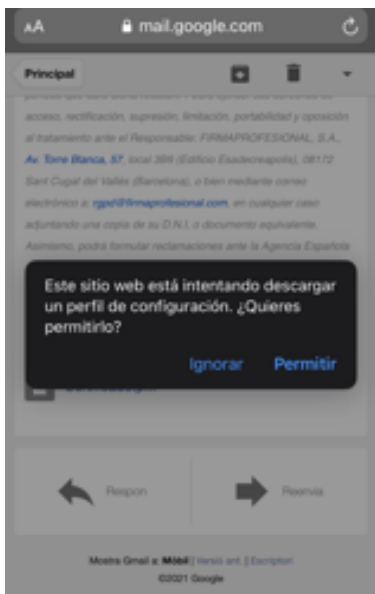 AA mail.google.com
Principal
acceso, rectificación, supresión, limitación, portabilidad y oposición
al tratamiento ante el Responsable: FIRMAPROFESIONAL, S.A.,
Av. Torre Blanca, 57, local 3B8 (Edificio Esadecreapolis), 08172
Sant Cugat del Vallès (Barcelona), o bien mediante correo
electrónico a: rgpd@firmaprofesional.com, en cualquier caso
adjuntando una copia de su D.N.I. o documento equivalente.
Asimismo, podrá formular reclamaciones ante la Agencia Española
Este sitio web está intentando descargar
un perfil de configuración. ¿Quieres
permitirlo?
Ignorar Permitir
Respon Reenvia
Mostra Gmail a: Mòbil | Versió ant. | Escriptori
©2021 Google